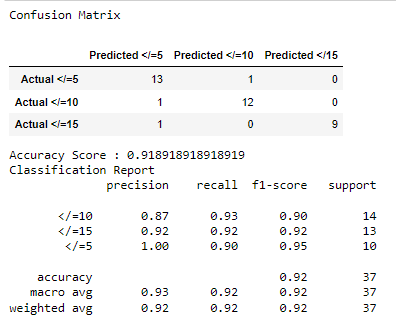 Confusion Matrix
Predicted </=5 Predicted </=10 Predicted </15
Actual </=5 13 1 0
Actual </=10 1 12 0
Actual </=15 1 0 9
Accuracy Score : 0.918918918918919
Classification Report
precision recall f1-score support
</=10 0.87 0.93 0.90 14
</=15 0.92 0.92 0.92 13
</=5 1.00 0.90 0.95 10
accuracy 0.92 37
macro avg 0.93 0.92 0.92 37
weighted avg 0.92 0.92 0.92 37